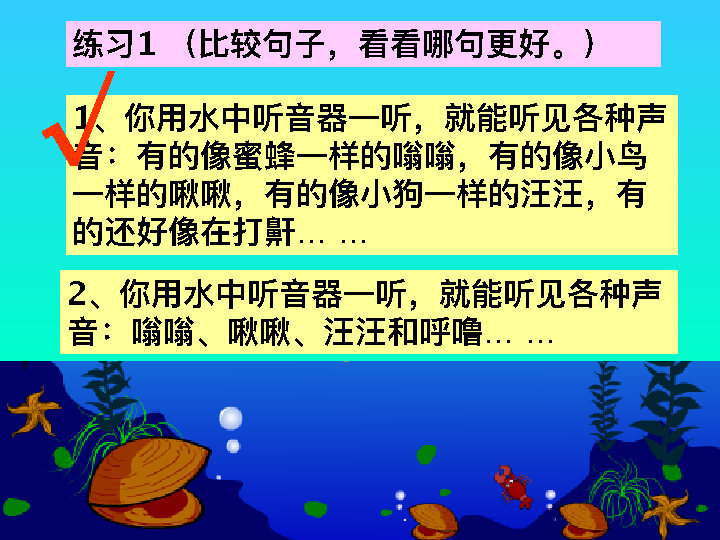 练习1 （比较句子，看看哪句更好。）
1、你用水中听音器一听，就能听见各种声
音：有的像蜜蜂一样的嗡嗡，有的像小鸟
一样的啾啾，有的像小狗一样的汪汪，有
的还好像在打鼾… …
2、你用水中听音器一听，就能听见各种声
音：嗡嗡、啾啾、汪汪和呼噜… …